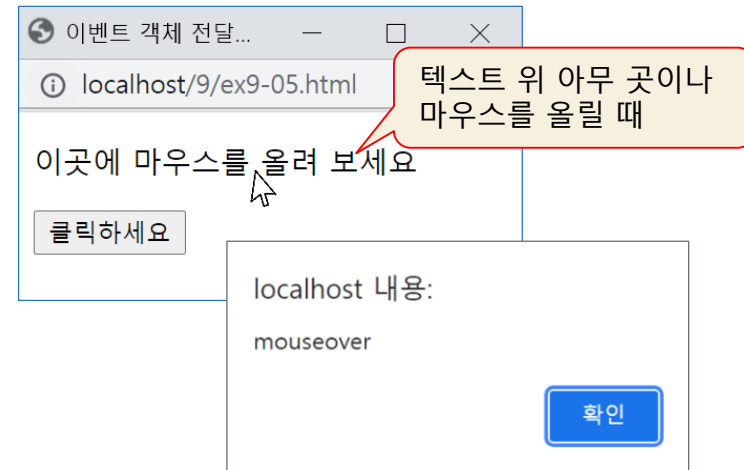 이벤트 객체 전달...
localhost/9/ex9-05.html
텍스트 위 아무 곳이나
마우스를 올릴 때
이곳에 마우스를 올려 보세요
클릭하세요
localhost 내용:
mouseover
확인